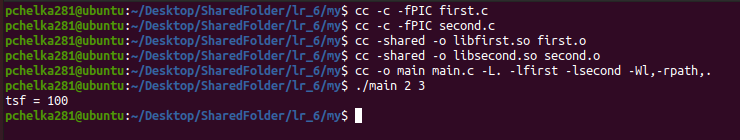 pchelka281@ubuntu:~/Desktop/SharedFolder/lr_6/my$ cc -c -fPIC first.c
pchelka281@ubuntu:~/Desktop/SharedFolder/lr_6/my$ cc -c -fPIC second.c
pchelka281@ubuntu:~/Desktop/SharedFolder/lr_6/my$ cc -shared -o libfirst.so first.o
pchelka281@ubuntu:~/Desktop/SharedFolder/lr_6/my$ cc -shared -o libsecond.so second.o
pchelka281@ubuntu:~/Desktop/SharedFolder/lr_6/my$ cc -o main main.c -L. -lfirst -lsecond -Wl,-rpath,.
pchelka281@ubuntu:~/Desktop/SharedFolder/lr_6/my$ ./main 2 3
tsf = 100
pchelka281@ubuntu:~/Desktop/SharedFolder/lr_6/my$